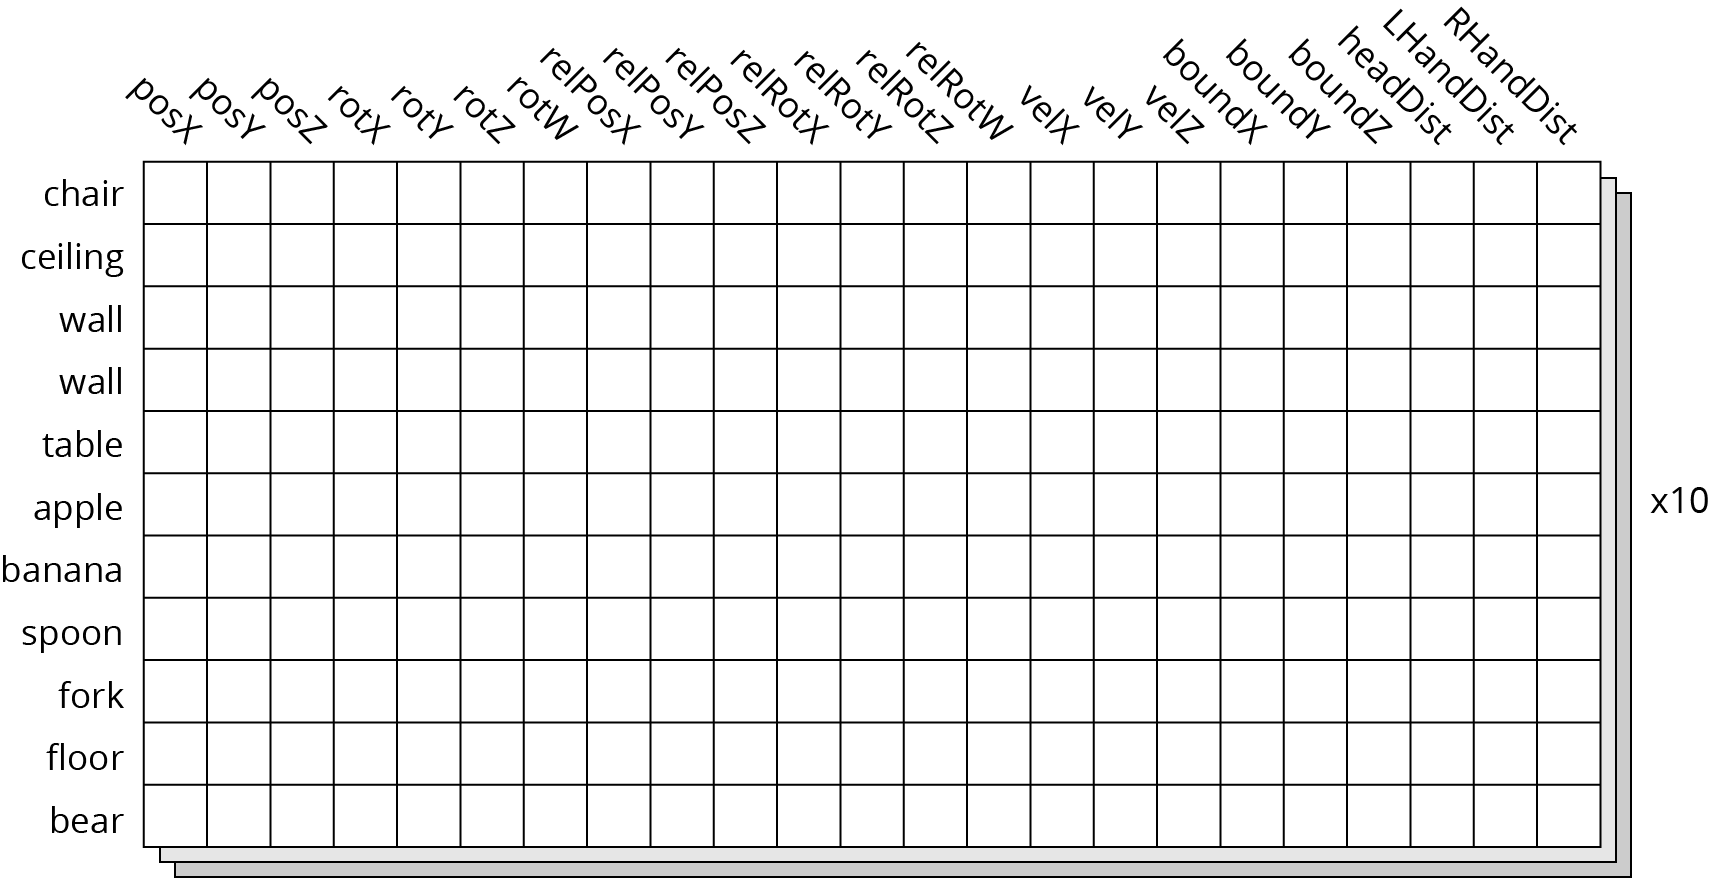 posX
posY
posZ
rotX
rotY
rotZ
rotW
relPosX
relPosY
relPosZ
relRotX
relRotY
relRotZ
relRotW
velX
velY
velZ
boundX
boundY
boundZ
headDist
LHandDist
RHandDist
chair
ceiling
wall
wall
table
apple
x10
banana
spoon
fork
floor
bear